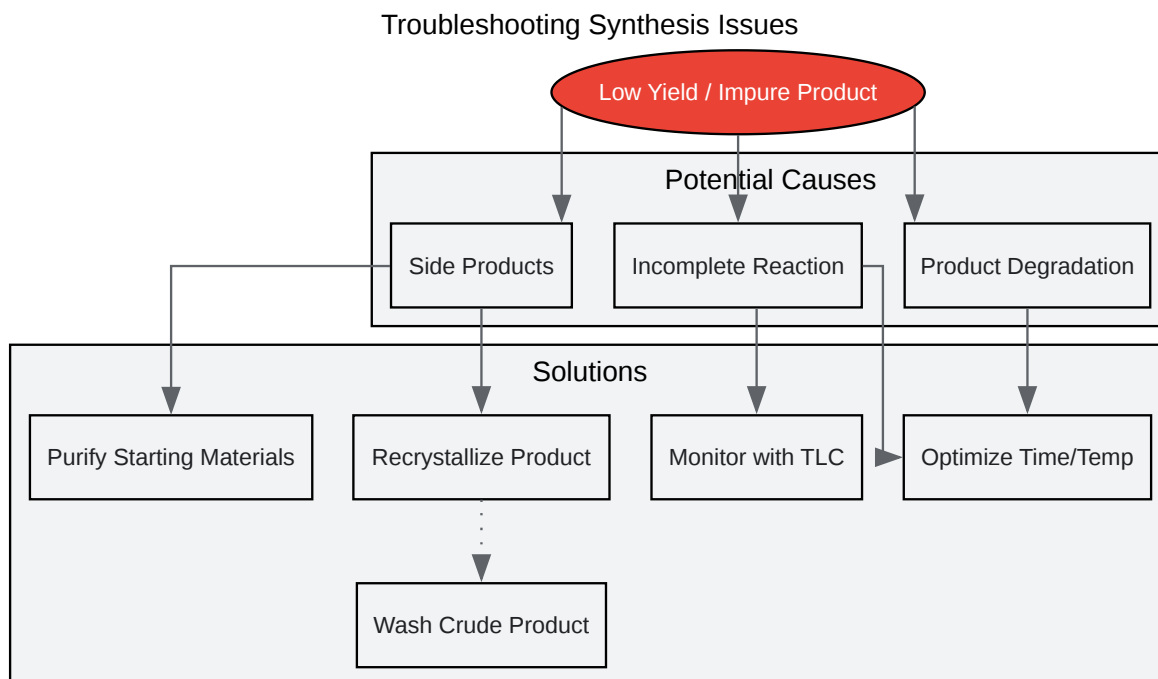 Troubleshooting Synthesis Issues
Low Yield / Impure Product
Potential Causes
Side Products
Incomplete Reaction
Product Degradation
Solutions
Purify Starting Materials
Recrystallize Product
Monitor with TLC
Optimize Time/Temp
Wash Crude Product